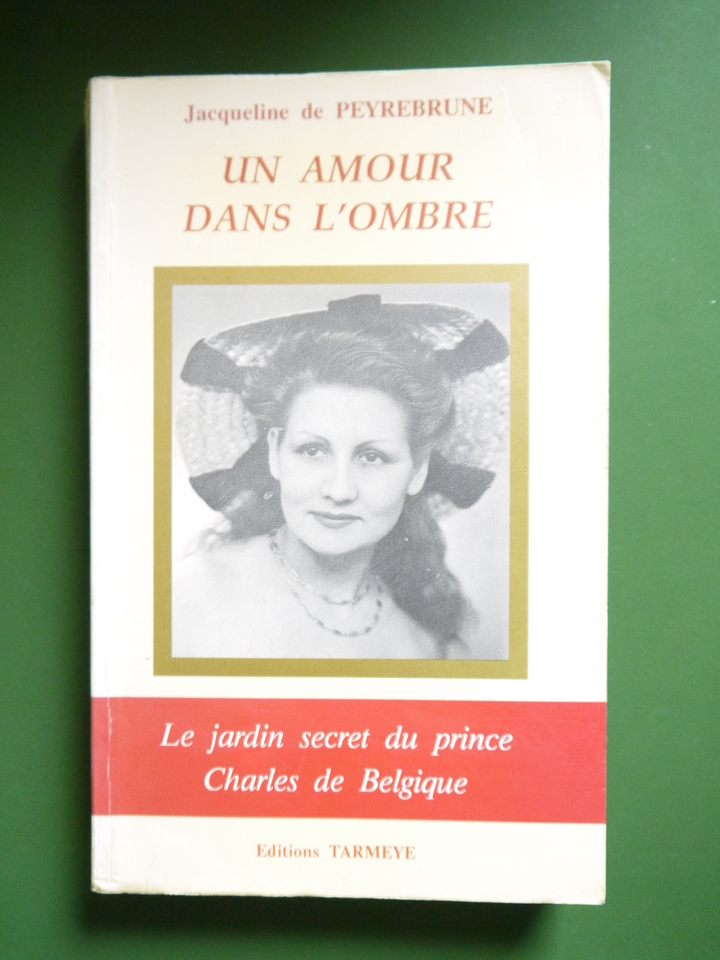 Jacqueline de PEYREBRUNE
UN AMOUR
DANS L'OMBRE
Le jardin secret du prince
Charles de Belgique
Editions TARMEYE